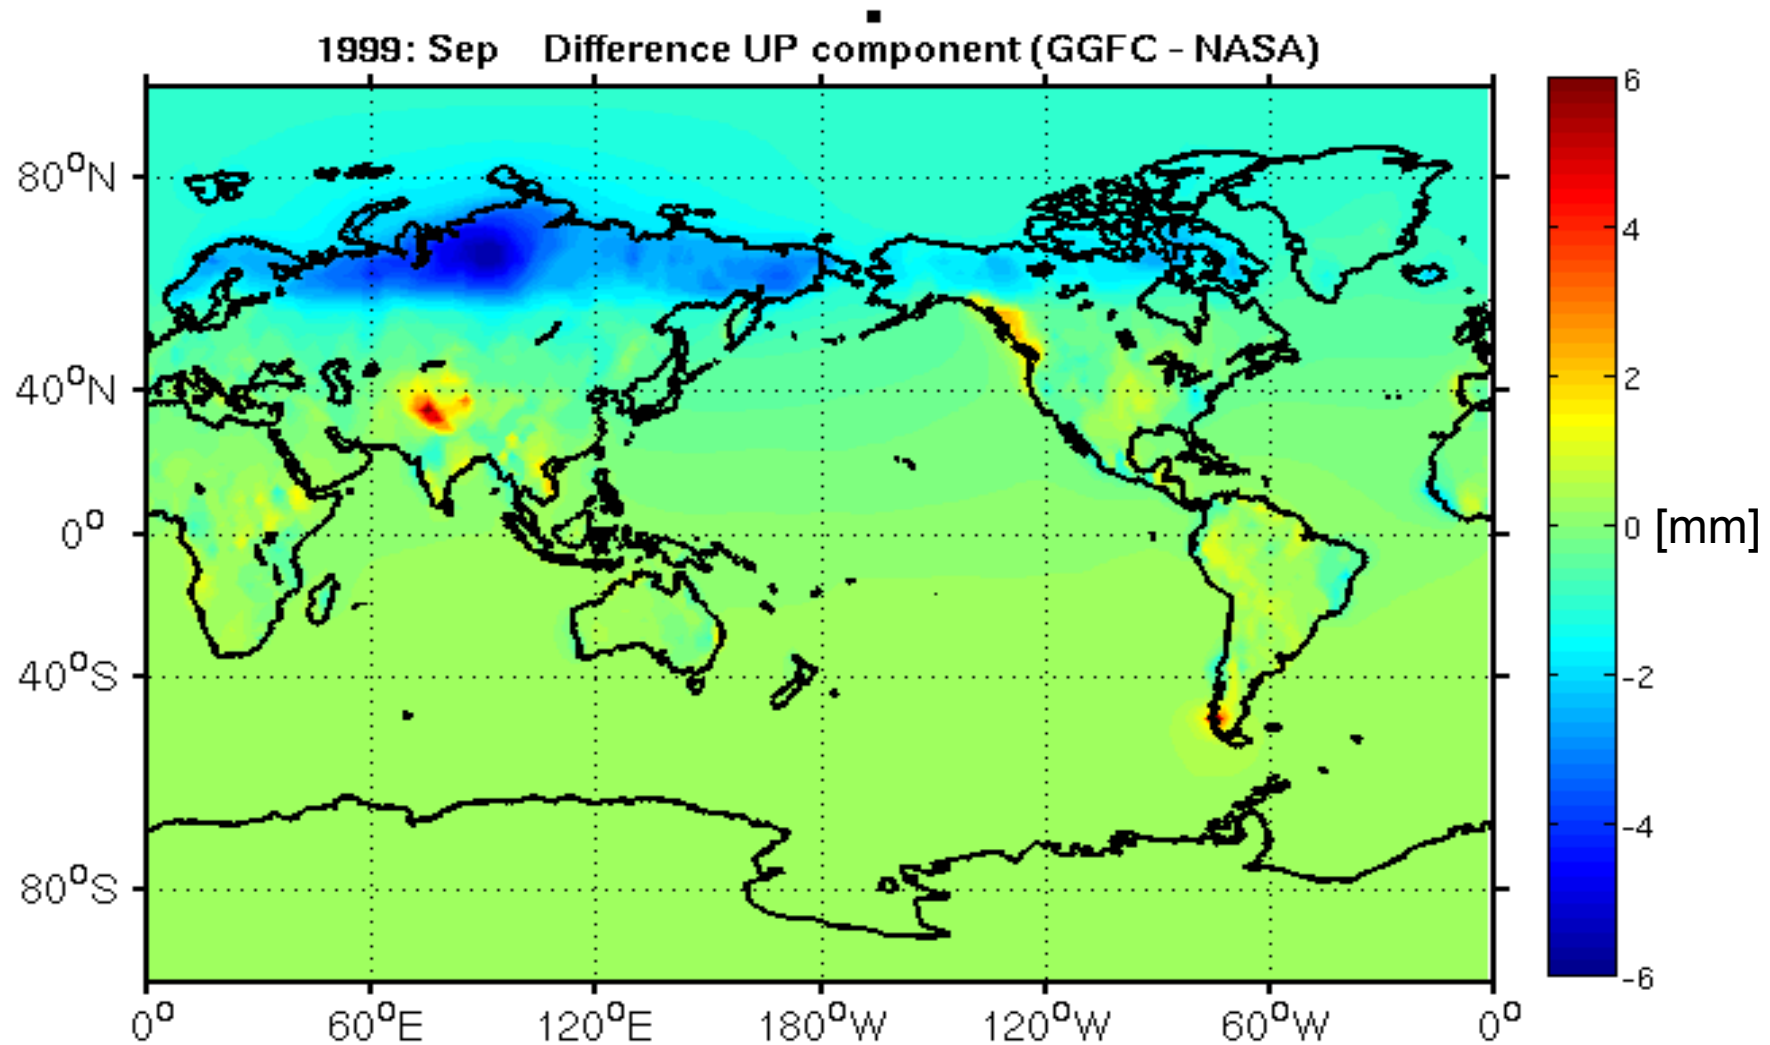 1999: Sep Difference UP component (GGFC - NASA)
80°N
40°N
0°
40°S
80°S
0° 60°E 120°E 180°W 120°W 60°W 0°
6
4
2
0 [mm]
-2
-4
-6